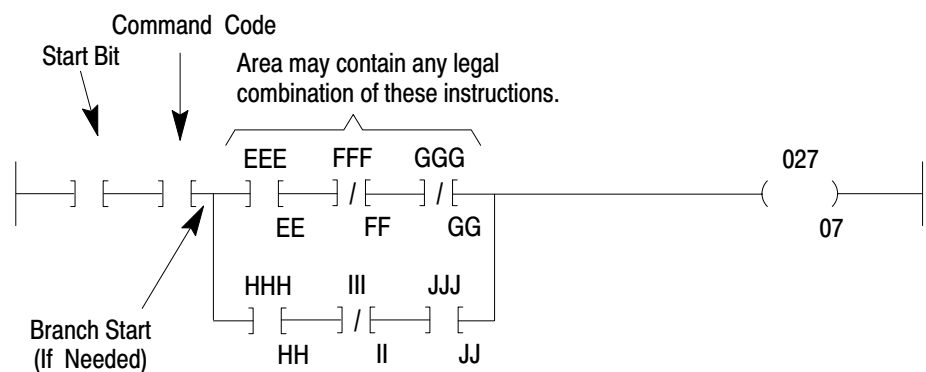 Command Code
Start Bit
Area may contain any legal
combination of these instructions.
EEE FFF GGG 027
EE FF GG 07
HHH III JJJ
HH II JJ
Branch Start
(If Needed)